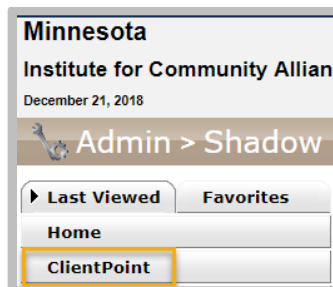 Minnesota
Institute for Community Allian
December 21, 2018
Admin > Shadow
Last Viewed Favorites
Home
ClientPoint